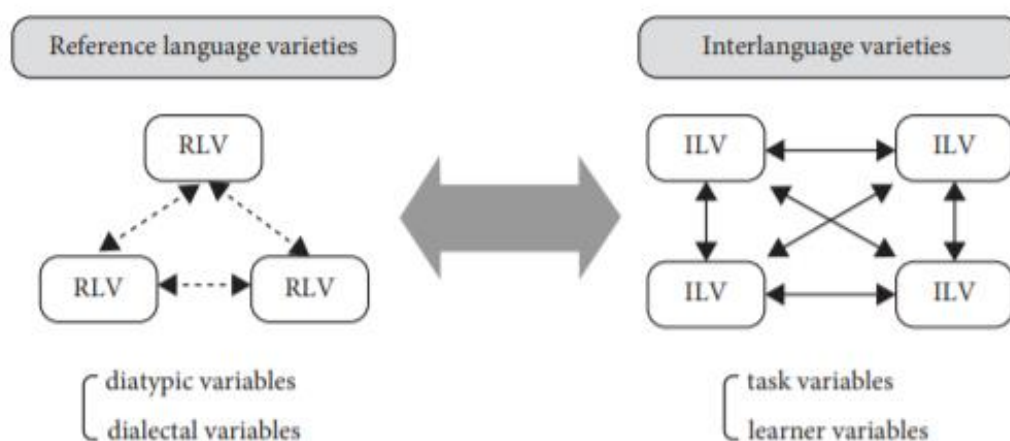 Reference language varieties
Interlanguage varieties
RLV
RLV RLV
ILV ILV
ILV ILV
diatypic variables
dialectal variables
task variables
learner variables